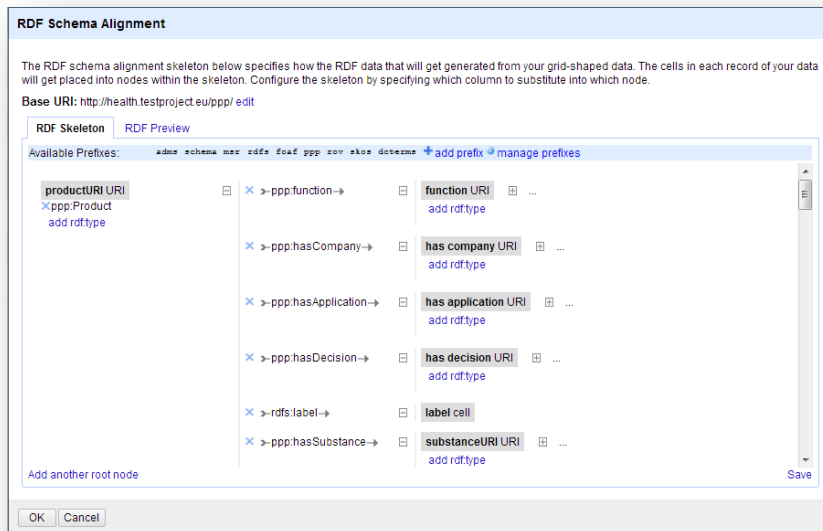 RDF Schema Alignment
The RDF schema alignment skeleton below specifies how the RDF data that will get generated from your grid-shaped data. The cells in each record of your data
will get placed into nodes within the skeleton. Configure the skeleton by specifying which column to substitute into which node.
Base URI: http://health.testproject.eu/ppp/ edit
RDF Skeleton RDF Preview
Available Prefixes: adms schema msr rdfs foaf ppp rov skos dcterms add prefix manage prefixes
productURI URI ppp:function function URI ...
ppp:Product add rdf:type
add rdf:type
ppp:hasCompany has company URI ...
add rdf:type
ppp:hasApplication has application URI ...
add rdf:type
ppp:hasDecision has decision URI ...
add rdf:type
rdfs:label label cell
ppp:hasSubstance substanceURI URI ...
add rdf:type
Add another root node Save
OK Cancel